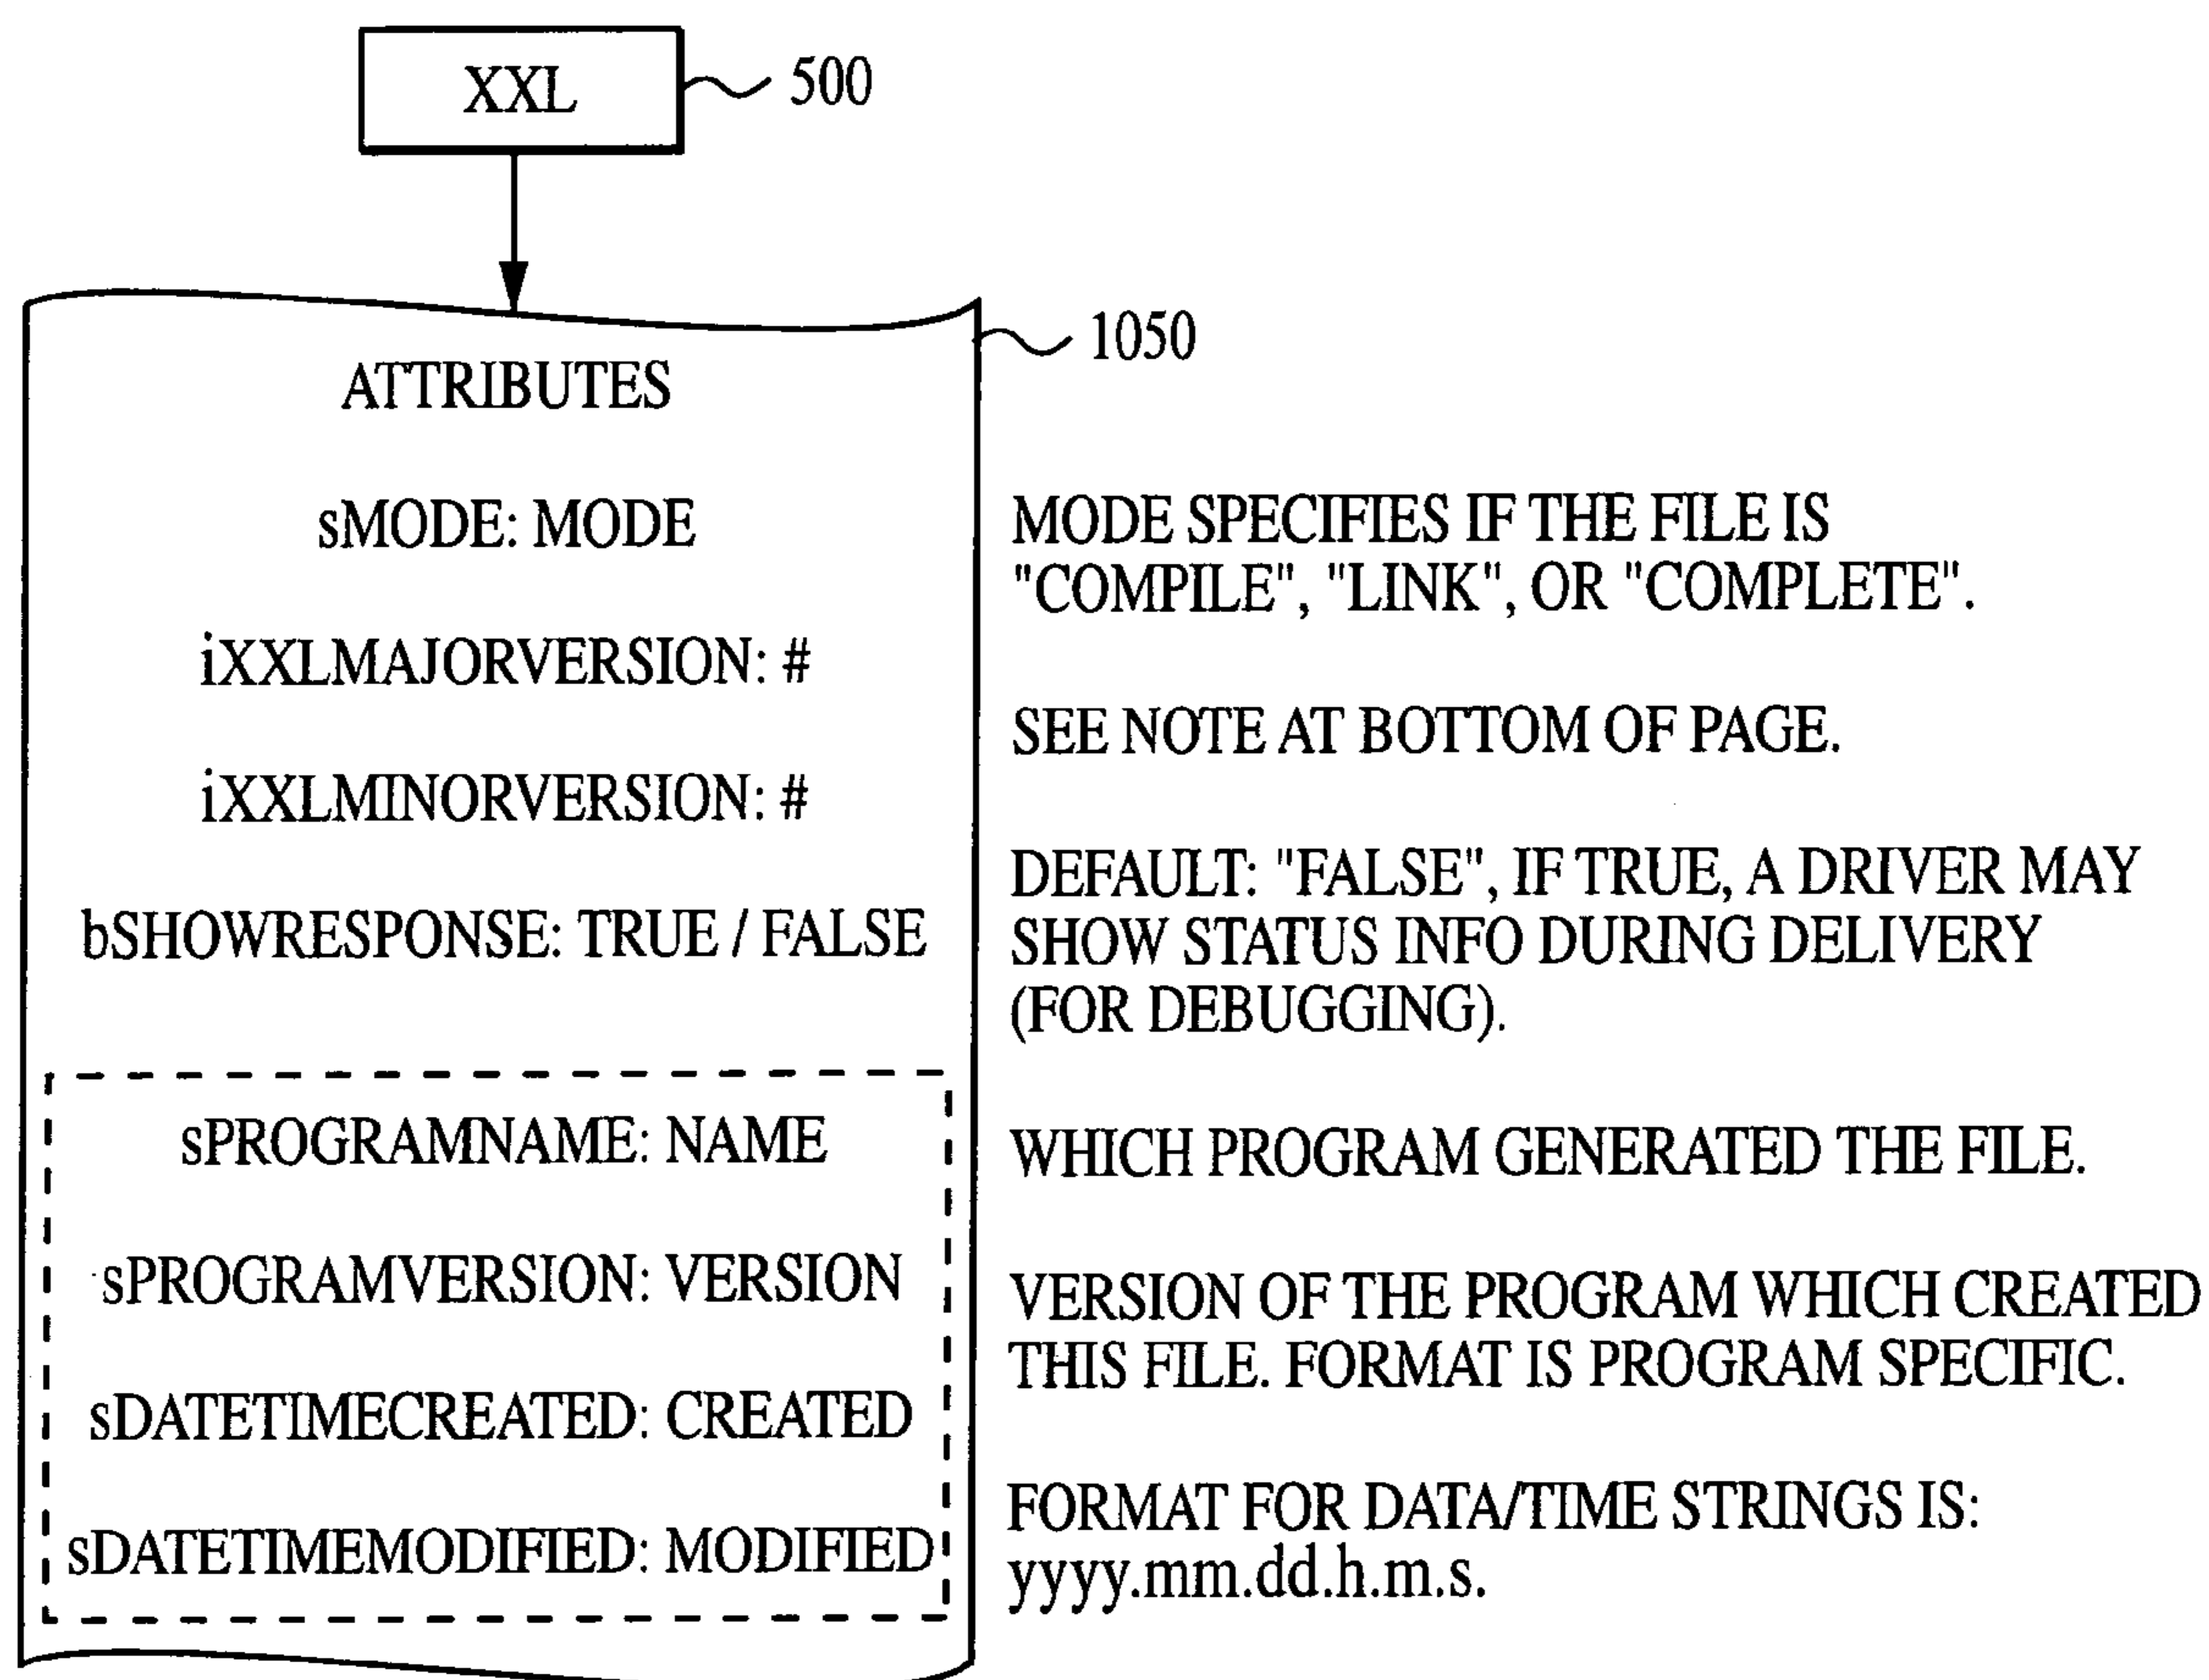 XXL
500
1050
ATTRIBUTES
sMODE: MODE
MODE SPECIFIES IF THE FILE IS
"COMPILE", "LINK", OR "COMPLETE".
iXXLMAJORVERSION: #
SEE NOTE AT BOTTOM OF PAGE.
iXXLMINORVERSION: #
bSHOWRESPONSE: TRUE / FALSE
DEFAULT: "FALSE", IF TRUE, A DRIVER MAY
SHOW STATUS INFO DURING DELIVERY
(FOR DEBUGGING).
sPROGRAMNAME: NAME
WHICH PROGRAM GENERATED THE FILE.
sPROGRAMVERSION: VERSION
VERSION OF THE PROGRAM WHICH CREATED
THIS FILE. FORMAT IS PROGRAM SPECIFIC.
sDATETIMECREATED: CREATED
sDATETIMEMODIFIED: MODIFIED
FORMAT FOR DATA/TIME STRINGS IS:
yyyy.mm.dd.h.m.s.